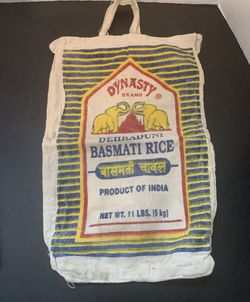 DYNASTY
BRAND
DEHRADUNI
BASMATI RICE
बासमती चावल
PRODUCT OF INDIA
NET WT. 11 LBS. (5 kg)